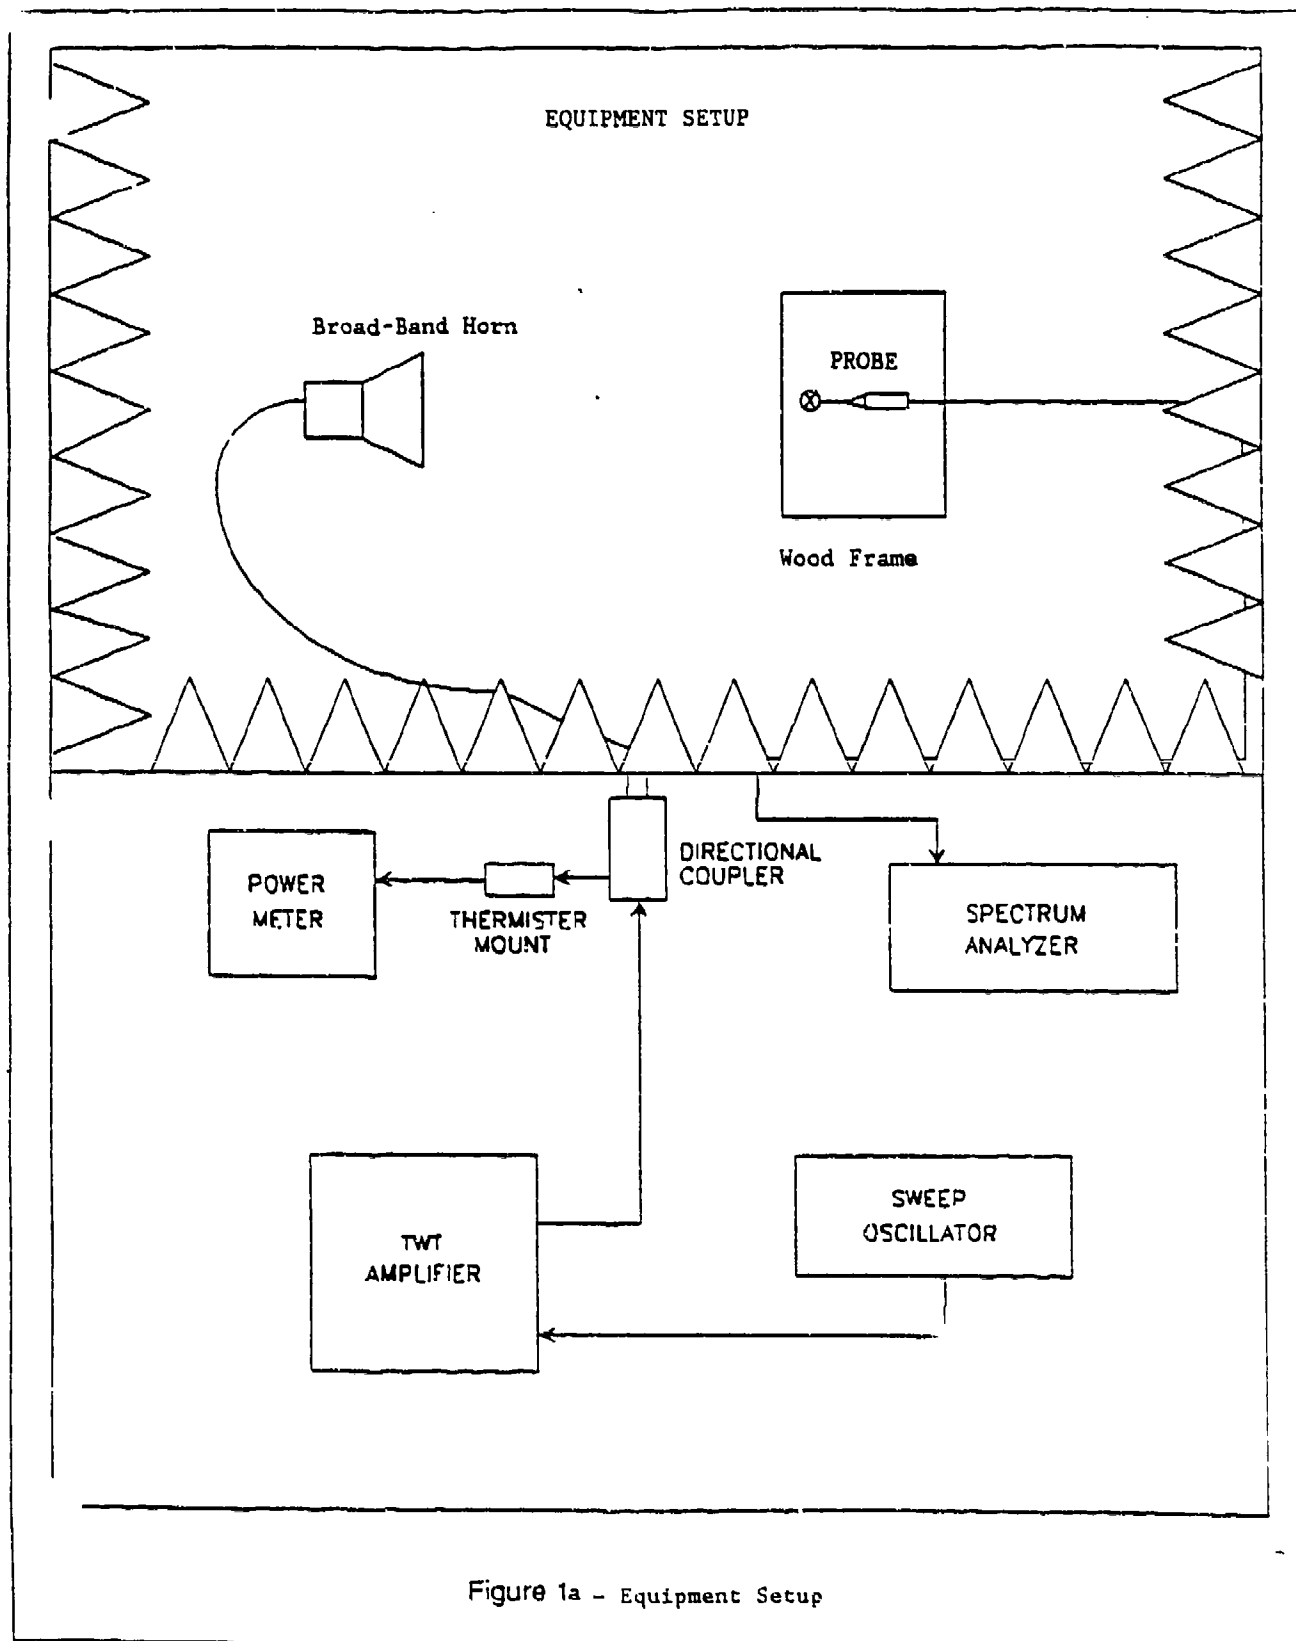 EQUIPMENT SETUP
Broad-Band Horn
PROBE
Wood Frame
DIRECTIONAL
COUPLER
POWER
METER
THERMISTER
MOUNT
SPECTRUM
ANALYZER
SWEEP
OSCILLATOR
TWT
AMPLIFIER
Figure 1a - Equipment Setup